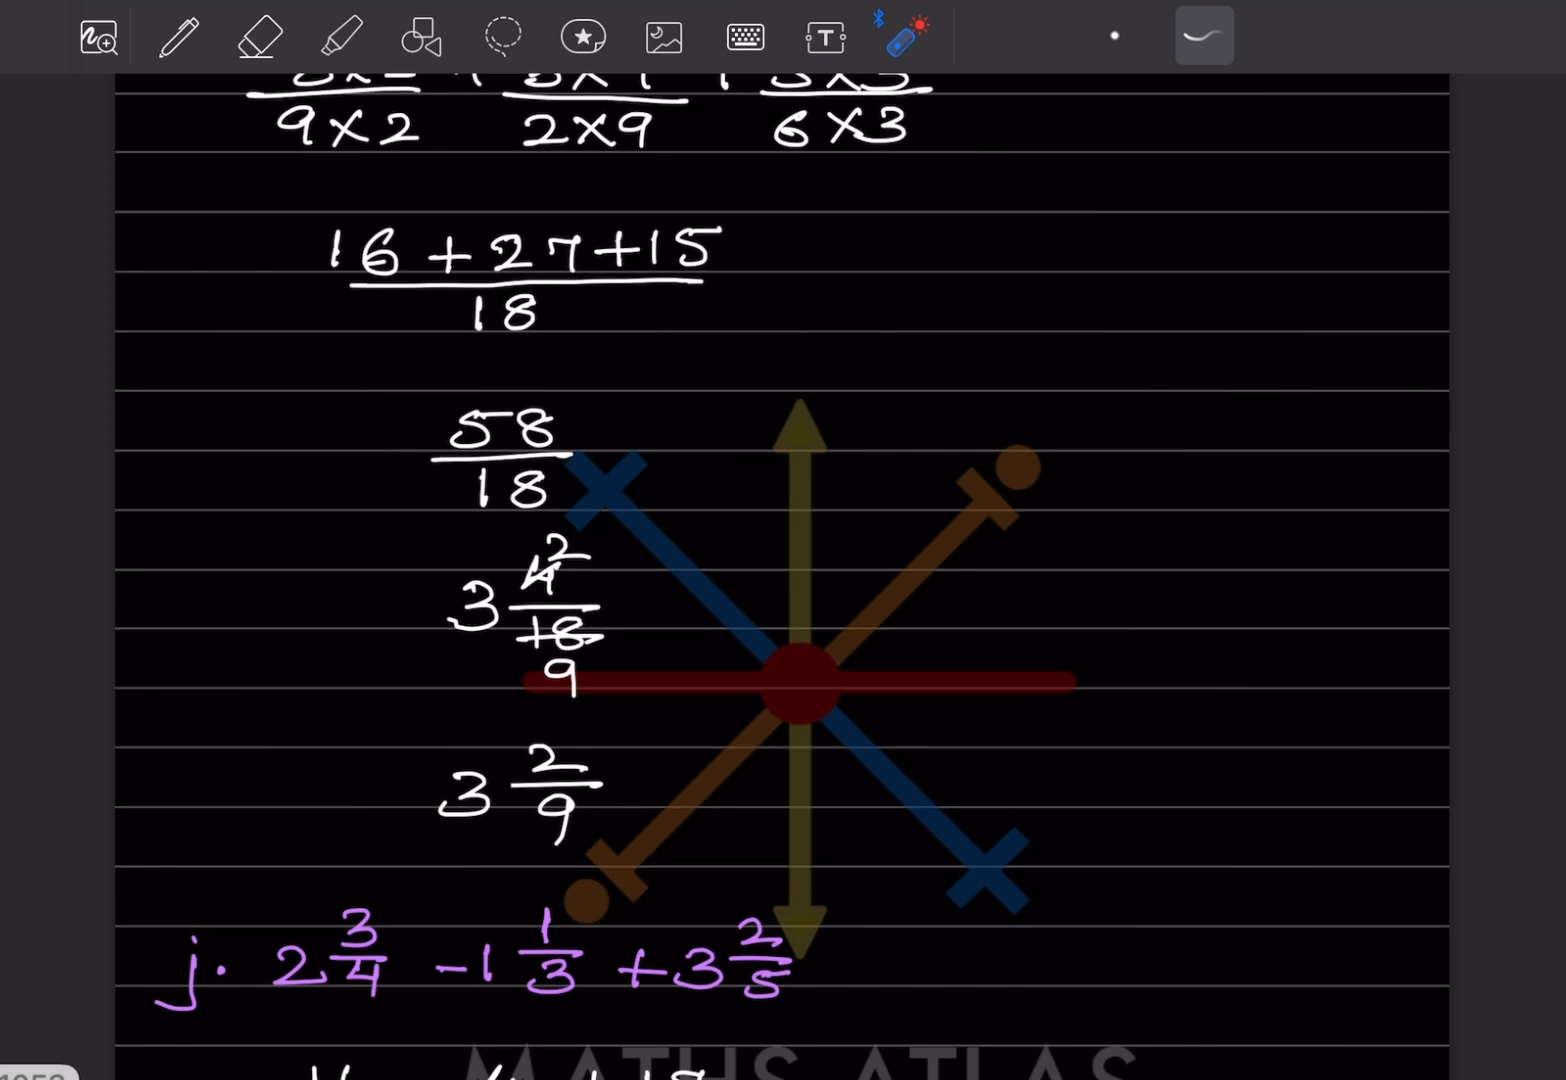 9×2 2×9 6×3
16+27+15
18
58
18
3 4 2
18
9
3 2/9
j. 2 3/4 -1 1/3 +3 2/5
MATHS ATLAS